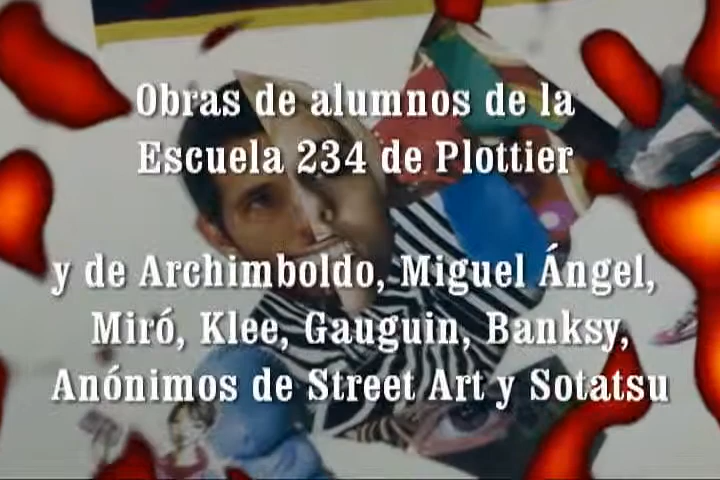 Obras de alumnos de la
Escuela 234 de Plottier
y de Archimboldo, Miguel Ángel,
Miró, Klee, Gauguin, Banksy,
Anónimos de Street Art y Sotatsu